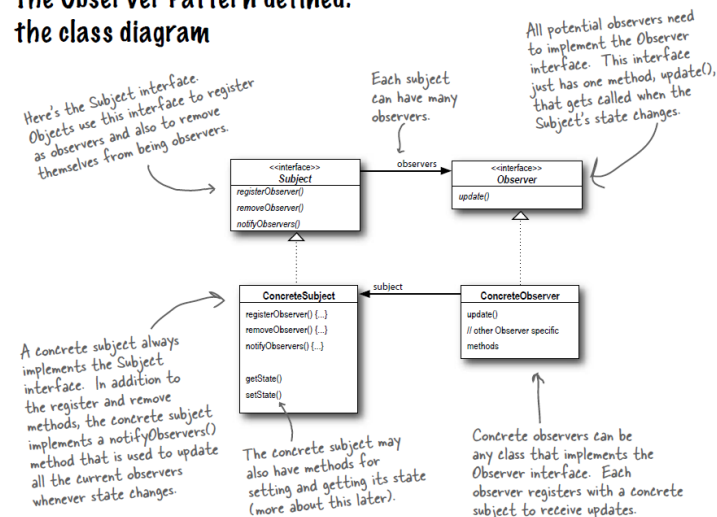 The Observer Pattern defined:
the class diagram
Here's the Subject interface.
Objects use this interface to register
as observers and also to remove
themselves from being observers.
Each subject
can have many
observers.
All potential observers need
to implement the Observer
interface. This interface
just has one method, update(),
that gets called when the
Subject's state changes.
<<interface>>
Subject
registerObserver()
removeObserver()
notifyObservers()
observers
<<interface>>
Observer
update()
ConcreteSubject
registerObserver() {...}
removeObserver() {...}
notifyObservers() {...}
getState()
setState()
subject
ConcreteObserver
update()
// other Observer specific
methods
A concrete subject always
implements the Subject
interface. In addition to
the register and remove
methods, the concrete subject
implements a notifyObservers()
method that is used to update
all the current observers
whenever state changes.
The concrete subject may
also have methods for
setting and getting its state
(more about this later).
Concrete observers can be
any class that implements the
Observer interface. Each
observer registers with a concrete
subject to receive updates.